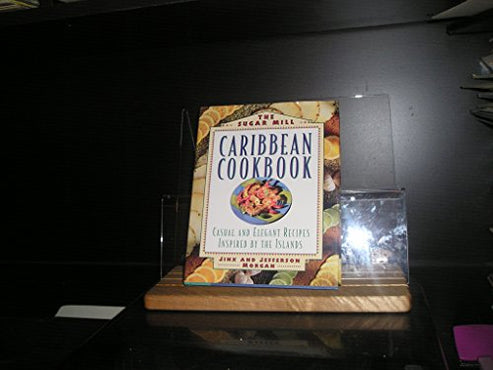 THE
SUGAR MILL
CARIBBEAN
COOKBOOK
CASUAL AND ELEGANT RECIPES
INSPIRED BY THE ISLANDS
JINX AND JEFFERSON
MORGAN